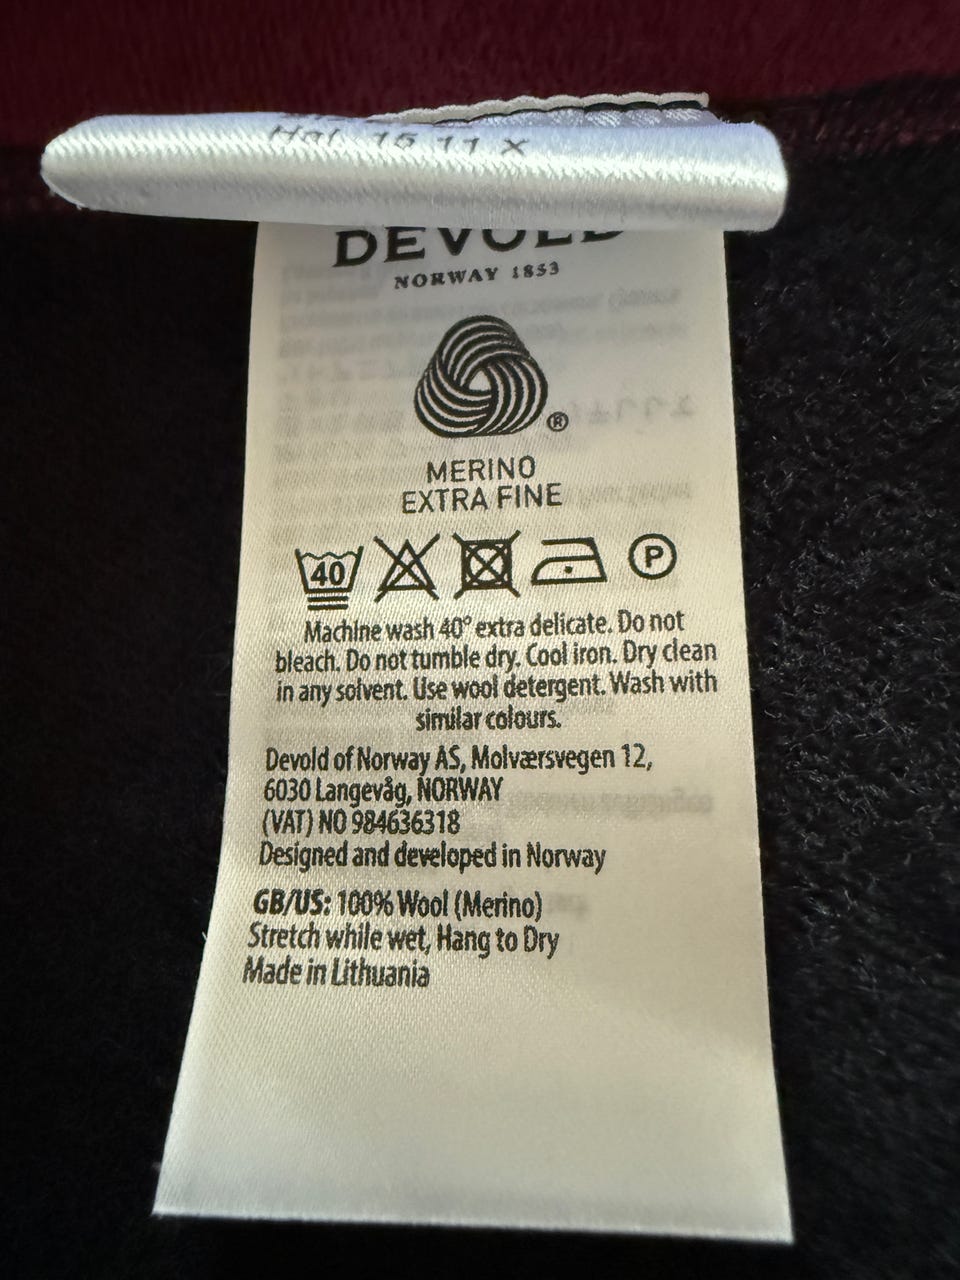 DEVOLD
NORWAY 1853
®
MERINO
EXTRA FINE
40 P
Machine wash 40° extra delicate. Do not
bleach. Do not tumble dry. Cool iron. Dry clean
in any solvent. Use wool detergent. Wash with
similar colours.
Devold of Norway AS, Molværsvegen 12,
6030 Langevåg, NORWAY
(VAT) NO 984636318
Designed and developed in Norway
GB/US: 100% Wool (Merino)
Stretch while wet, Hang to Dry
Made in Lithuania